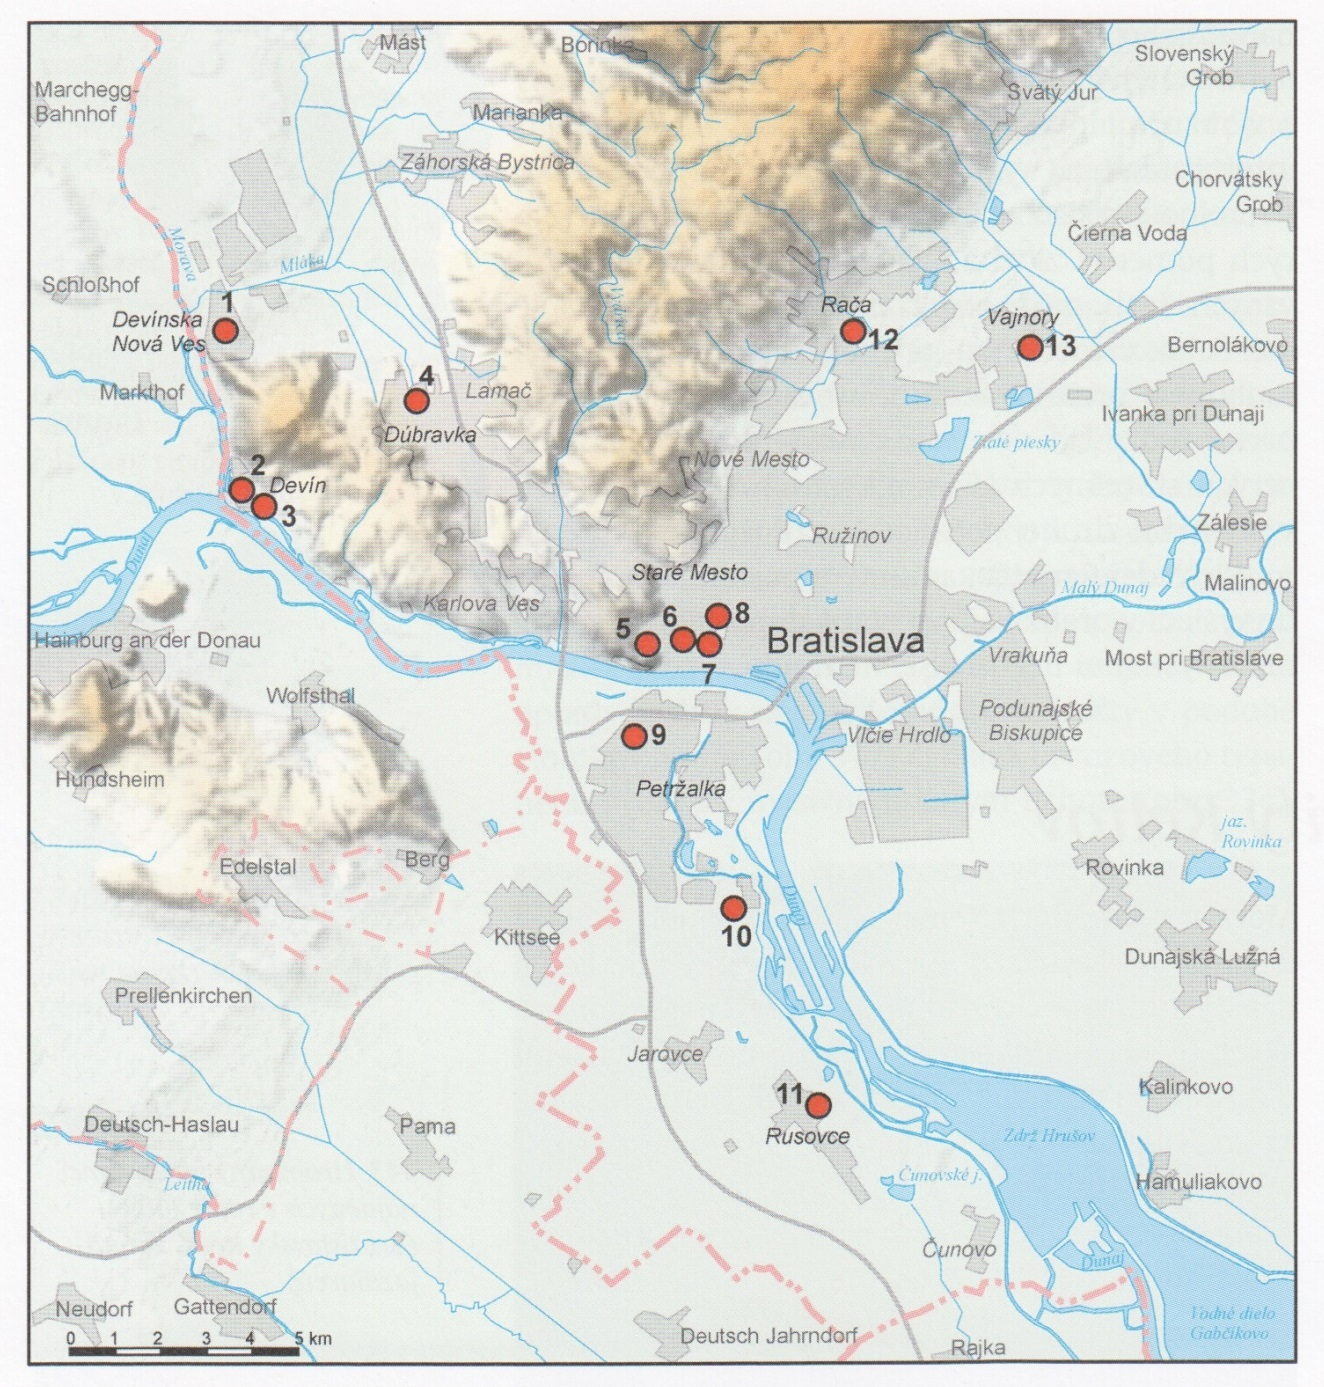 Mást
Borinka
Slovenský
Grob
Marchegg-
Bahnhof
Svätý Jur
Marianka
Záhorská Bystrica
Chorvátsky
Grob
Čierna Voda
Morava
Mláka
Schloßhof
Vydrica
1
Devínska
Nová Ves
Rača
12
Vajnory
13
Bernolákovo
Markthof
4
Lamač
Dúbravka
Ivanka pri Dunaji
Zlaté piesky
Nové Mesto
2
Devín
3
Ružinov
Zálesie
Dunaj
Staré Mesto
Malý Dunaj
Malinovo
Karlova Ves
Hainburg an der Donau
5
6
8
7
Bratislava
Vrakuňa
Most pri Bratislave
Wolfsthal
Podunajské
Biskupice
9
Vlčie Hrdlo
Hundsheim
Petržalka
jaz.
Rovinka
Edelstal
Berg
Rovinka
Dunaj
Kittsee
10
Dunajská Lužná
Prellenkirchen
Jarovce
Kalinkovo
11
Rusovce
Deutsch-Haslau
Pama
Zdrž Hrušov
Leitha
Čunovské j.
Hamuliakovo
Čunovo
Dunaj
Neudorf
Gattendorf
Vodné dielo
Gabčíkovo
0 1 2 3 4 5 km
Deutsch Jahrndorf
Rajka